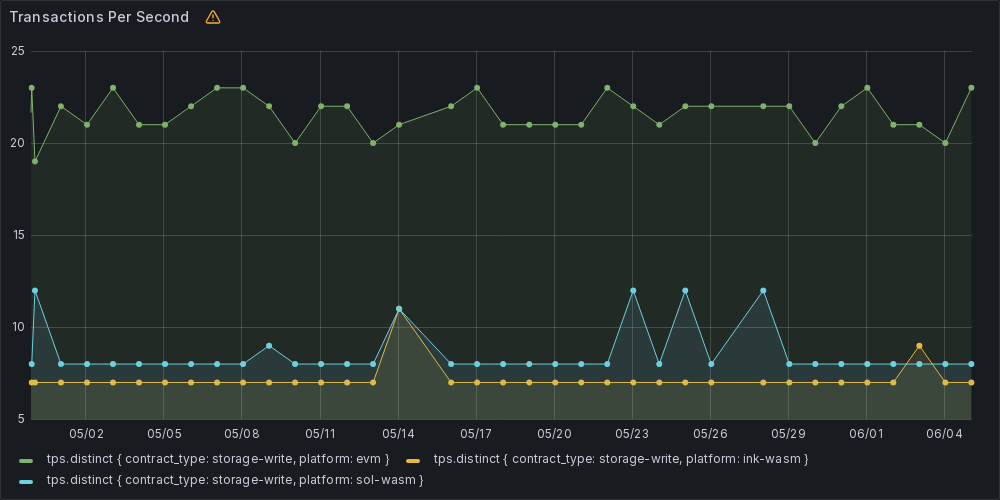 Transactions Per Second
25
20
15
10
5
05/02 05/05 05/08 05/11 05/14 05/17 05/20 05/23 05/26 05/29 06/01 06/04
tps.distinct { contract_type: storage-write, platform: evm } tps.distinct { contract_type: storage-write, platform: ink-wasm }
tps.distinct { contract_type: storage-write, platform: sol-wasm }